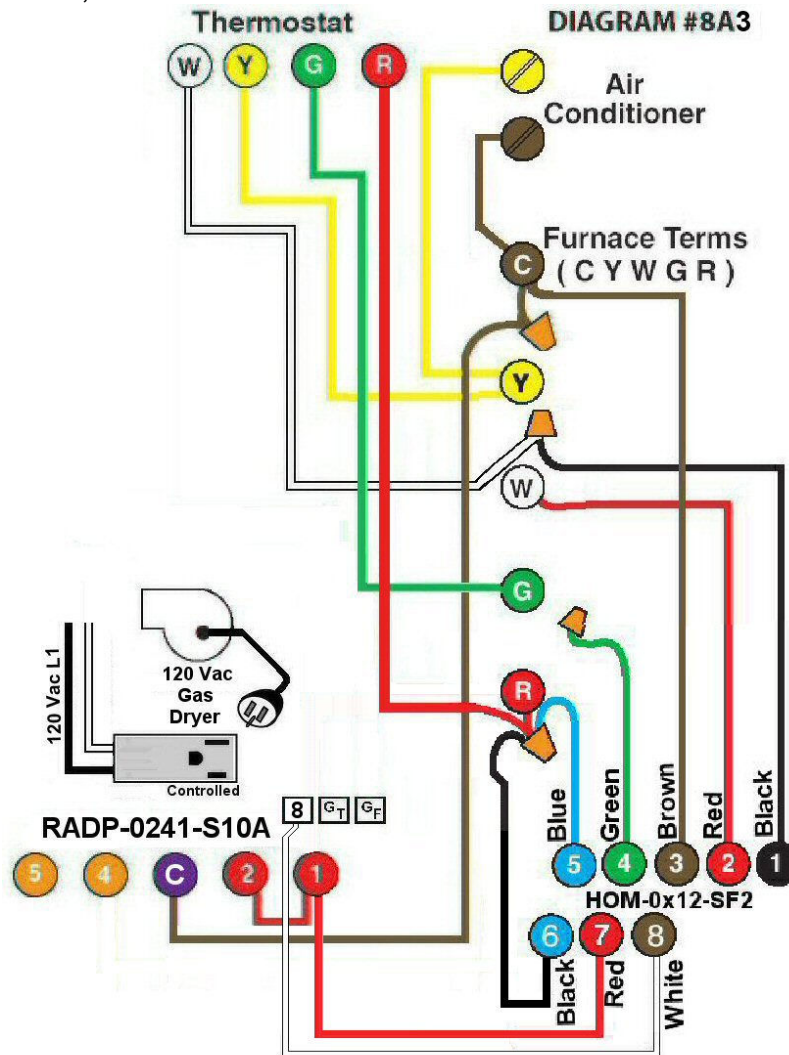 Thermostat
DIAGRAM #8A3
W Y G R
Air
Conditioner
Furnace Terms
C
( C Y W G R )
Y
W
G
120 Vac L1
120 Vac
Gas
Dryer
R
Controlled
8 GT GF
RADP-0241-S10A
Blue Green Brown Red Black
5 4 C 2 1
5 4 3 2 1
HOM-0x12-SF2
6 7 8
Black Red White